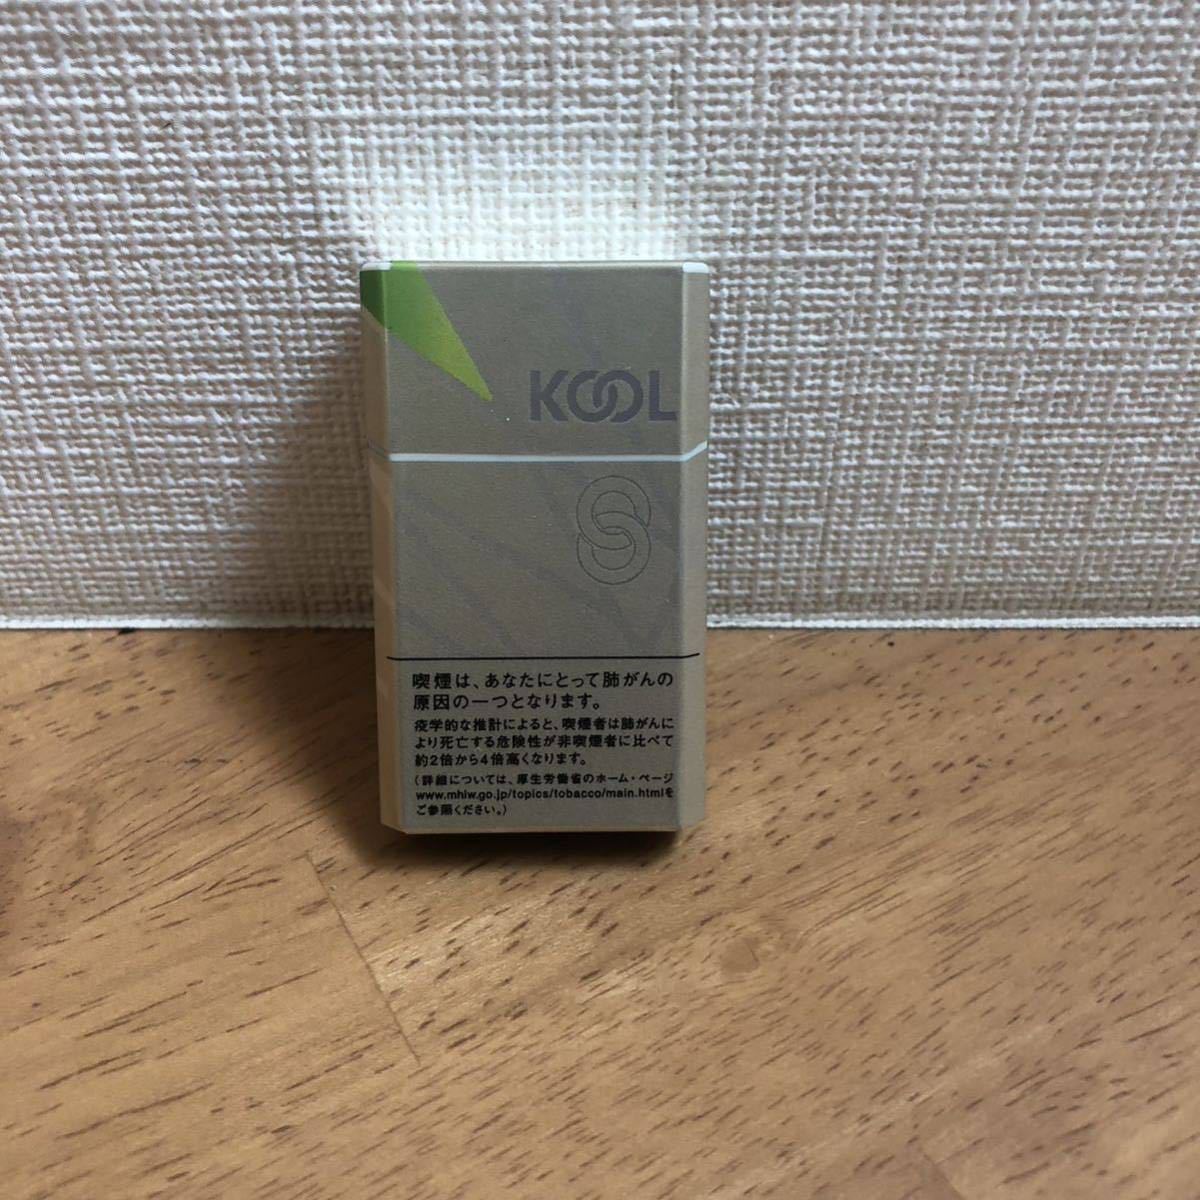 KOOL
喫煙は、あなたにとって肺がんの
原因の一つとなります。
疫学的な推計によると、喫煙者は肺がんに
より死亡する危険性が非喫煙者に比べて
約2倍から4倍高くなります。
(詳細については、厚生労働省のホーム・ページ
www.mhlw.go.jp/topics/tobacco/main.htmlを
ご参照ください。)